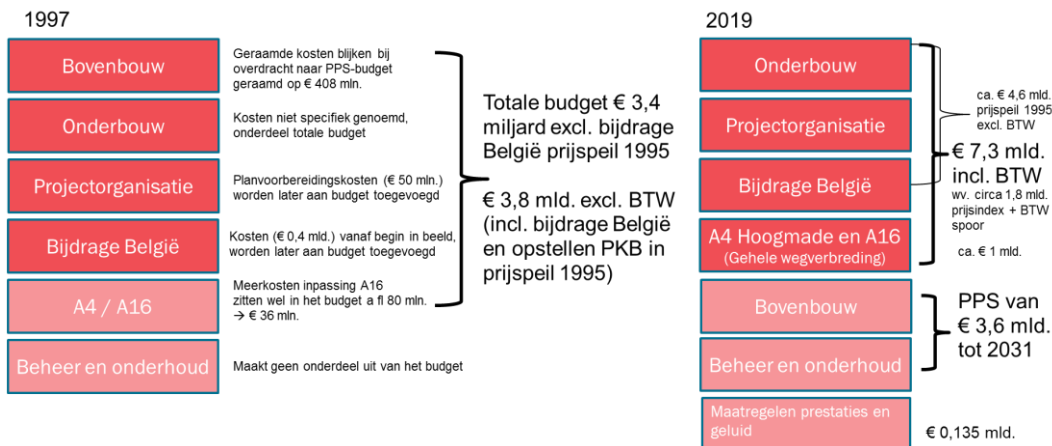 1997
Bovenbouw
Geraamde kosten blijken bij
overdracht naar PPS-budget
geraamd op € 408 mln.
Onderbouw
Kosten niet specifiek genoemd,
onderdeel totale budget
Projectorganisatie
Planvoorbereidingskosten (€ 50 mln.)
worden later aan budget toegevoegd
Bijdrage België
Kosten (€ 0,4 mld.) vanaf begin in beeld,
worden later aan budget toegevoegd
A4 / A16
Meerkosten inpassing A16
zitten wel in het budget a fl 80 mln.
→ € 36 mln.
Beheer en onderhoud
Maakt geen onderdeel uit van het budget
Totale budget € 3,4
miljard excl. bijdrage
België prijspeil 1995
€ 3,8 mld. excl. BTW
(incl. bijdrage België
en opstellen PKB in
prijspeil 1995)
2019
Onderbouw
Projectorganisatie
Bijdrage België
A4 Hoogmade en A16
(Gehele wegverbreding)
Bovenbouw
Beheer en onderhoud
Maatregelen prestaties en
geluid
ca. € 4,6 mld.
prijspeil 1995
excl. BTW
€ 7,3 mld.
incl. BTW
wv. circa 1,8 mld.
prijsindex + BTW
spoor
ca. € 1 mld.
PPS van
€ 3,6 mld.
tot 2031
€ 0,135 mld.